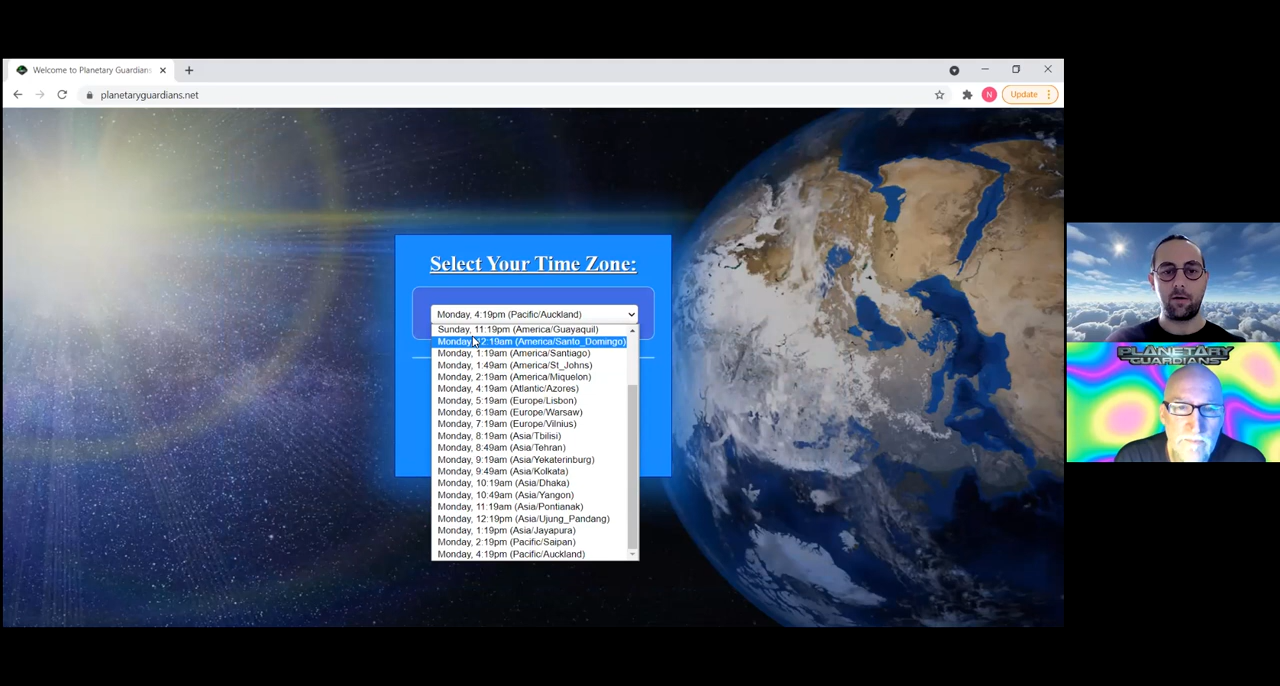 Welcome to Planetary Guardians
planetaryguardians.net
N
Update
Select Your Time Zone:
Monday, 4:19pm (Pacific/Auckland)
Sunday, 11:19pm (America/Guayaquil)
Monday, 12:19am (America/Santo_Domingo)
Monday, 1:19am (America/Santiago)
Monday, 1:49am (America/St_Johns)
Monday, 2:19am (America/Miquelon)
Monday, 4:19am (Atlantic/Azores)
Monday, 5:19am (Europe/Lisbon)
Monday, 6:19am (Europe/Warsaw)
Monday, 7:19am (Europe/Vilnius)
Monday, 8:19am (Asia/Tbilisi)
Monday, 8:49am (Asia/Tehran)
Monday, 9:19am (Asia/Yekaterinburg)
Monday, 9:49am (Asia/Kolkata)
Monday, 10:19am (Asia/Dhaka)
Monday, 10:49am (Asia/Yangon)
Monday, 11:19am (Asia/Pontianak)
Monday, 12:19pm (Asia/Ujung_Pandang)
Monday, 1:19pm (Asia/Jayapura)
Monday, 2:19pm (Pacific/Saipan)
Monday, 4:19pm (Pacific/Auckland)
PLANETARY
GUARDIANS